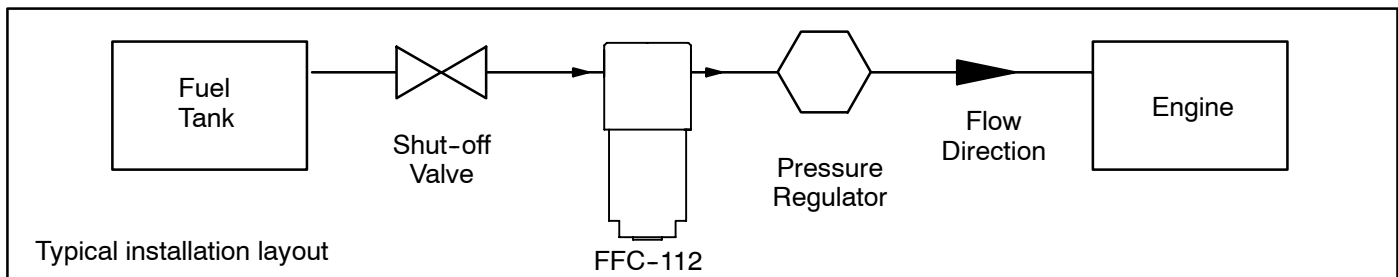 Fuel
Tank
Shut-off
Valve
FFC-112
Pressure
Regulator
Flow
Direction
Engine
Typical installation layout